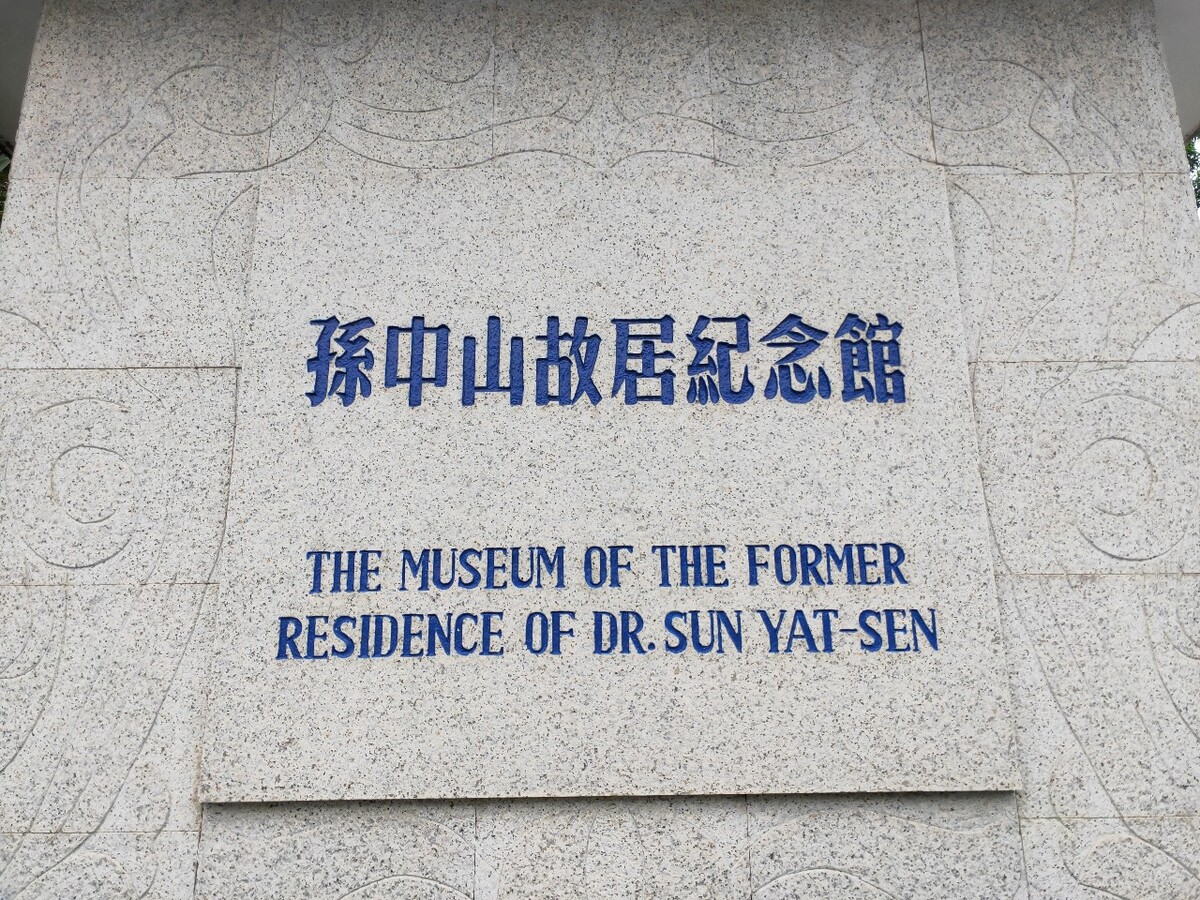 孫中山故居紀念館
THE MUSEUM OF THE FORMER
RESIDENCE OF DR. SUN YAT-SEN